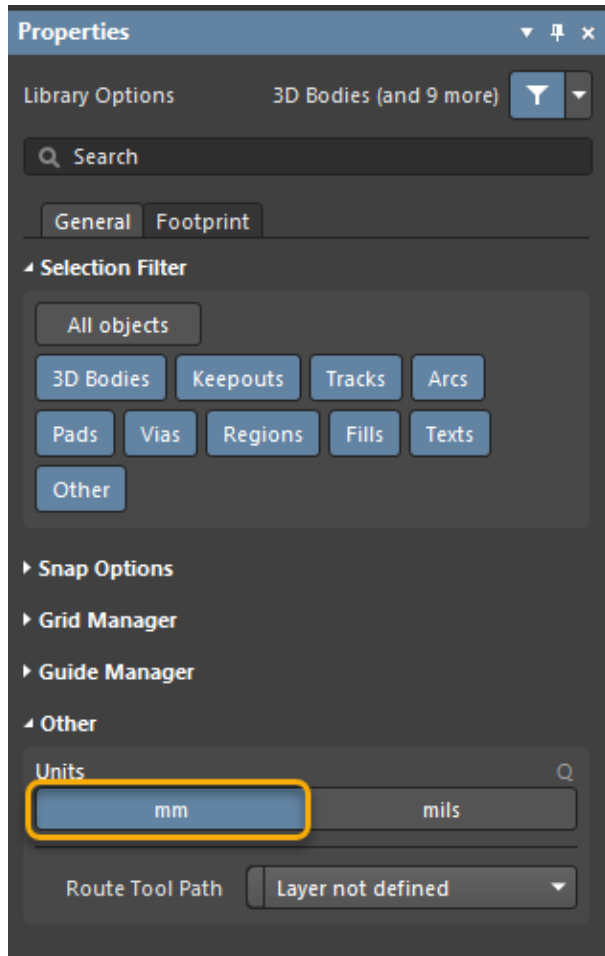 Properties
Library Options 3D Bodies (and 9 more)
Search
General Footprint
Selection Filter
All objects
3D Bodies Keepouts Tracks Arcs
Pads Vias Regions Fills Texts
Other
Snap Options
Grid Manager
Guide Manager
Other
Units Q
mm mils
Route Tool Path Layer not defined